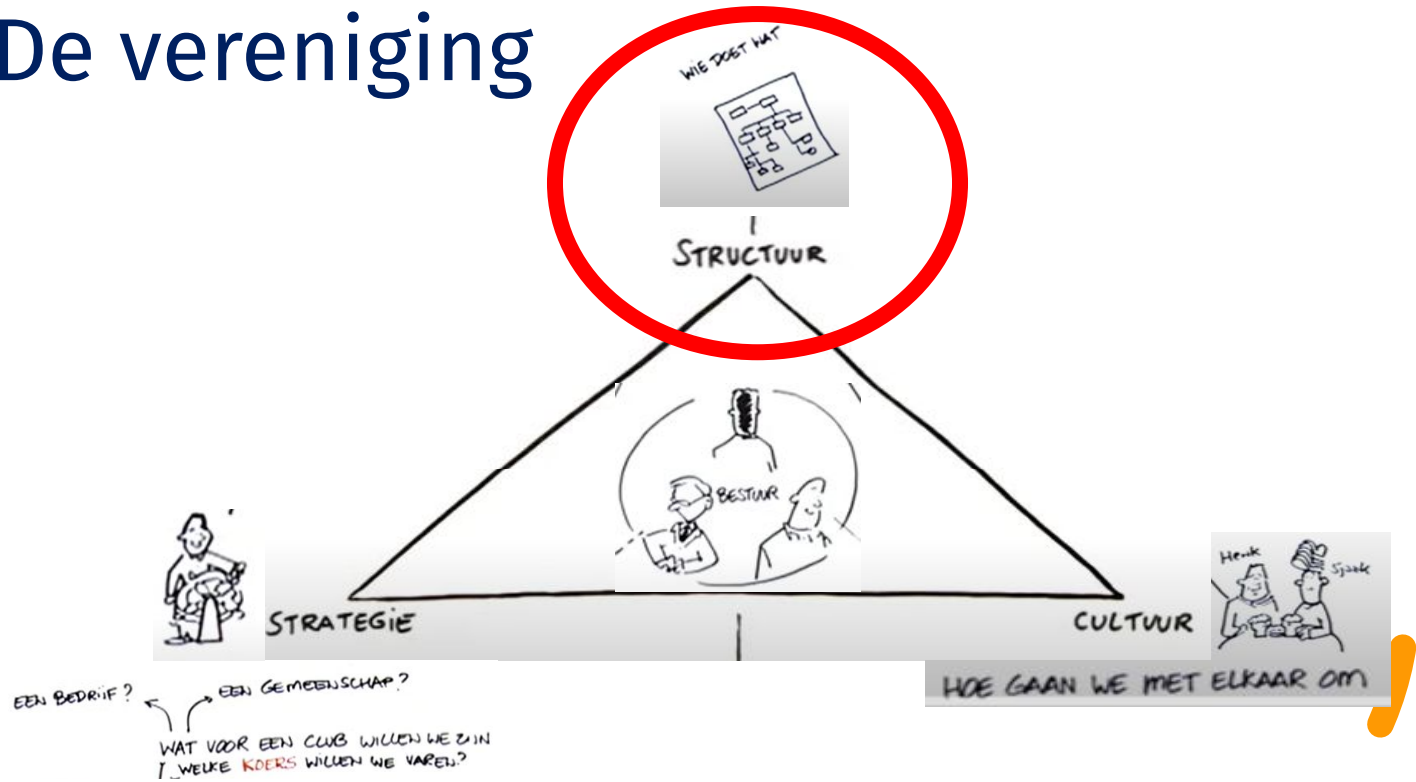 De vereniging
WIE DOET WAT
STRUCTUUR
BESTUUR
Henk
Sjaak
STRATEGIE
CULTUUR
HOE GAAN WE MET ELKAAR OM
EEN BEDRIJF?
EEN GEMEENSCHAP?
WAT VOOR EEN CLUB WILLEN WE ZIJN
WELKE KOERS WILLEN WE VAREN?